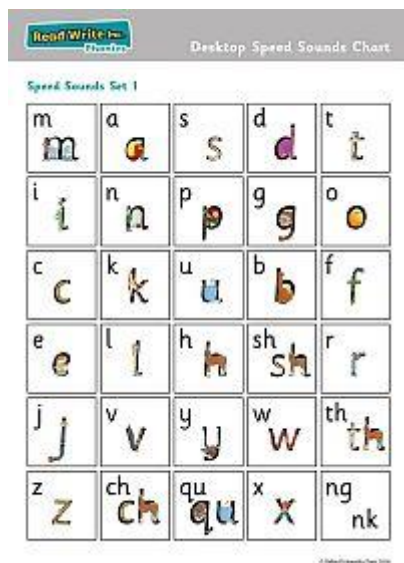 Read Write Inc.
Phonics
Desktop Speed Sounds Chart
Speed Sounds Set 1
m a s d t
m a s d t
i n p g o
i n p g o
c k u b f
c k u b f
e l h sh r
e l h sh r
j v y w th
j v y w th
z ch qu x ng
z ch qu x nk